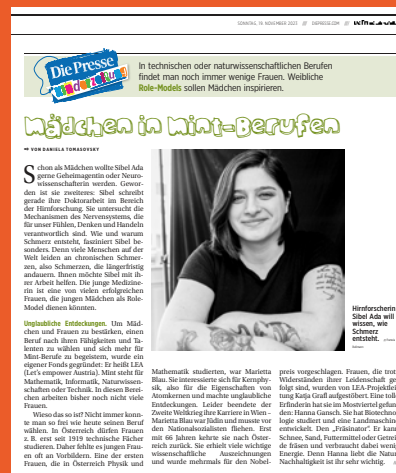 SONNTAG, 19. NOVEMBER 2023 /// DIEPRESSE.COM ///
Die Presse
Kinderzeitung
In technischen oder naturwissenschaftlichen Berufen
findet man noch immer wenige Frauen. Weibliche
Role-Models sollen Mädchen inspirieren.
Mädchen in Mint-Berufen
VON DANIELA TOMASOVSKY
Schon als Mädchen wollte Sibel Ada
gerne Geheimagentin oder Neuro-
wissenschafterin werden. Gewor-
den ist sie zweiteres: Sibel schreibt
gerade ihre Doktorarbeit im Bereich
der Hirnforschung. Sie untersucht die
Mechanismen des Nervensystems, die
für unser Fühlen, Denken und Handeln
verantwortlich sind. Wie und warum
Schmerz entsteht, fasziniert Sibel be-
sonders. Denn viele Menschen auf der
Welt leiden an chronischen Schmer-
zen, also Schmerzen, die längerfristig
andauern. Ihnen möchte Sibel mit ih-
rer Arbeit helfen. Die junge Medizine-
rin ist eine von vielen erfolgreichen
Frauen, die jungen Mädchen als Role-
Model dienen könnten.
Unglaubliche Entdeckungen. Um Mäd-
chen und Frauen zu bestärken, einen
Beruf nach ihren Fähigkeiten und Ta-
lenten zu wählen und sich mehr für
Mint-Berufe zu begeistern, wurde ein
eigener Fonds gegründet: Er heißt LEA
(Let's empower Austria). Mint steht für
Mathematik, Informatik, Naturwissen-
schaften oder Technik. In diesen Berei-
chen arbeiten bisher noch nicht viele
Frauen.
Wieso das so ist? Nicht immer konn-
te man so frei wie heute seinen Beruf
wählen. In Österreich dürfen Frauen
z. B. erst seit 1919 technische Fächer
studieren. Daher fehlte es jungen Frau-
en oft an Vorbildern. Eine der ersten
Frauen, die in Österreich Physik und
Mathematik studierten, war Marietta
Blau. Sie interessierte sich für Kernphy-
sik, also für die Eigenschaften von
Atomkernen und machte unglaubliche
Entdeckungen. Leider beendete der
Zweite Weltkrieg ihre Karriere in Wien –
Marietta Blau war Jüdin und musste vor
den Nationalsozialisten fliehen. Erst
mit 66 Jahren kehrte sie nach Öster-
reich zurück. Sie erhielt viele wichtige
wissenschaftliche Auszeichnungen
und wurde mehrmals für den Nobel-
Hirnforscherin
Sibel Ada will
wissen, wie
Schmerz
entsteht.
preis vorgeschlagen. Frauen, die trot
Widerständen ihrer Leidenschaft ge
folgt sind, wurden von LEA-Projektlei
tung Katja Graf aufgestöbert. Eine toll
Erfinderin hat sie im Mostviertel gefun
den: Hanna Gansch. Sie hat Biotechno
logie studiert und eine Landmaschin
entwickelt. Den „Fräsinator“. Er kan
Schnee, Sand, Futtermittel oder Getrei
de fräsen und verbraucht dabei weni
Energie. Denn Hanna liebt die Natu
Nachhaltigkeit ist ihr sehr wichtig.